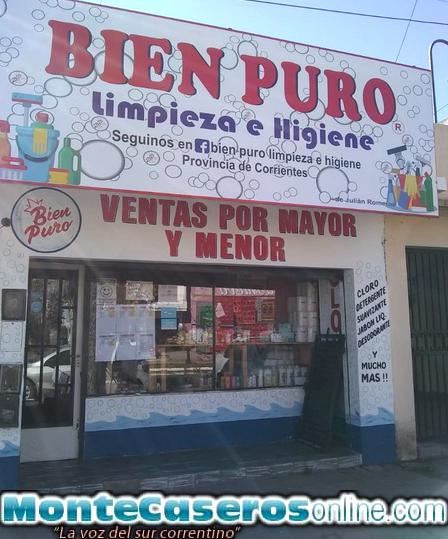 BIEN PURO
®
Limpieza e Higiene
Seguinos en f bien puro limpieza e higiene
Provincia de Corrientes
de Julián Rome
Bien
Puro
VENTAS POR MAYOR
Y MENOR
CLORO
DETERGENTE
SUAVIZANTE
JABON LIQ.
DESODORANTE
Y
MUCHO
MAS !!
MonteCaserosonline.com
"La voz del sur correntino"